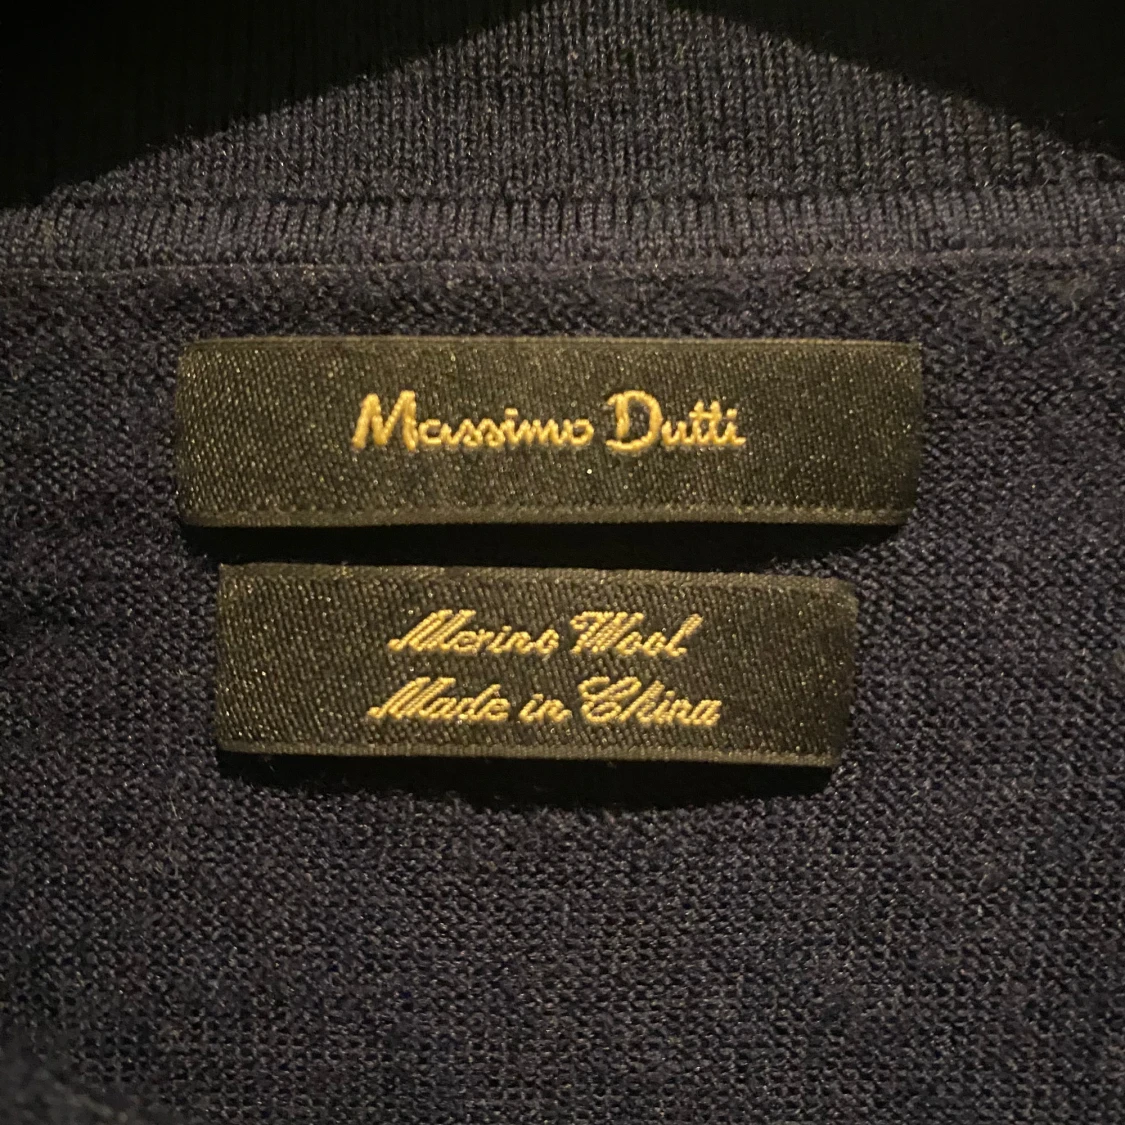 Massimo Dutti
Merino Wool
Made in China